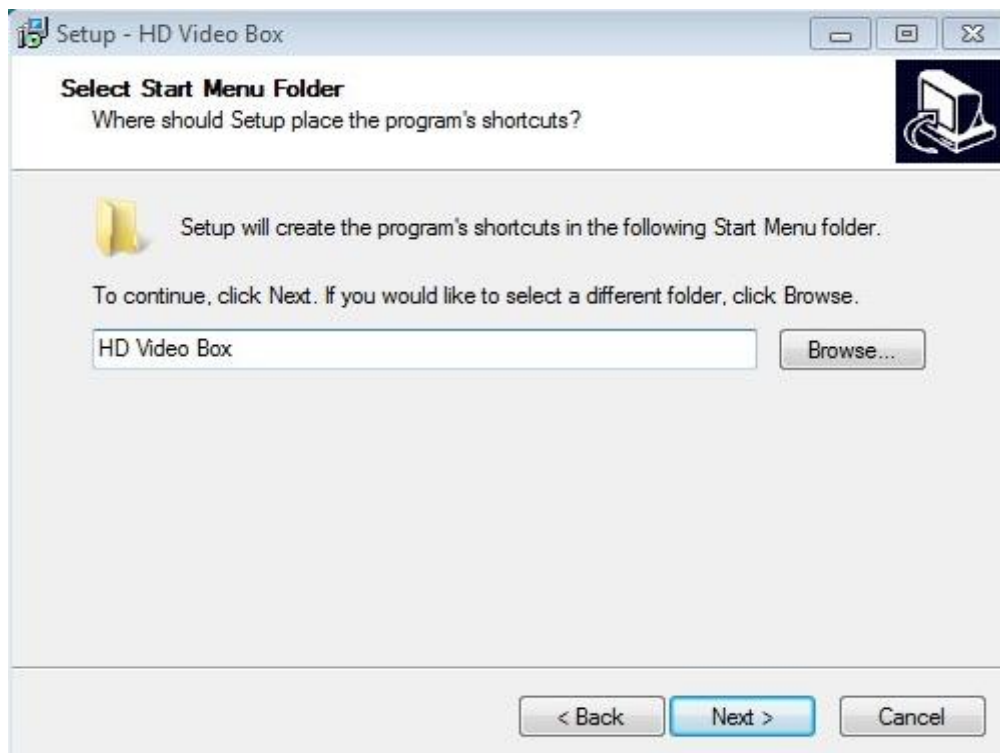 Setup - HD Video Box
Select Start Menu Folder
Where should Setup place the program's shortcuts?
Setup will create the program's shortcuts in the following Start Menu folder.
To continue, click Next. If you would like to select a different folder, click Browse.
HD Video Box
Browse...
< Back
Next >
Cancel